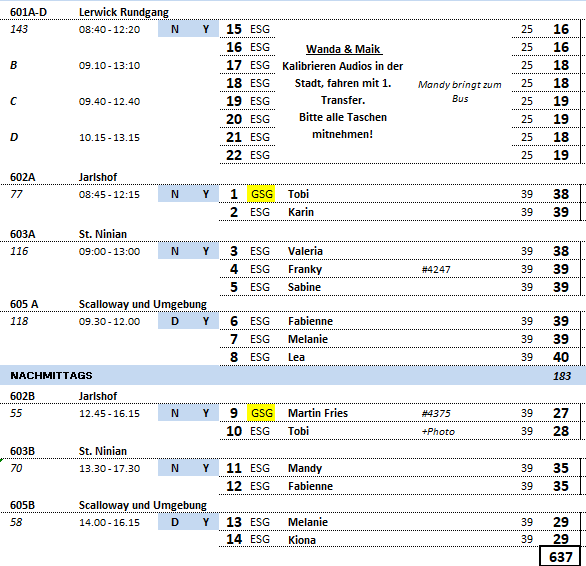 601A-D Lerwick Rundgang
143 08:40 - 12:20 N Y 15 ESG 25 16
16 ESG Wanda & Maik 25 16
B 09.10 - 13:10 17 ESG Kalibrieren Audios in der 25 18
18 ESG Stadt, fahren mit 1. Mandy bringt zum 25 18
C 09.40 - 12.40 19 ESG Transfer. Bus 25 19
20 ESG Bitte alle Taschen 25 19
D 10.15 - 13.15 21 ESG mitnehmen! 25 18
22 ESG 25 19
602A Jarlshof
77 08:45 - 12:15 N Y 1 GSG Tobi 39 38
2 ESG Karin 39 39
603A St. Ninian
116 09:00 - 13:00 N Y 3 ESG Valeria 39 38
4 ESG Franky #4247 39 39
5 ESG Sabine 39 39
605 A Scalloway und Umgebung
118 09.30 - 12.00 D Y 6 ESG Fabienne 39 39
7 ESG Melanie 39 39
8 ESG Lea 39 40
NACHMITTAGS 183
602B Jarlshof
55 12.45 - 16.15 N Y 9 GSG Martin Fries #4375 39 27
10 ESG Tobi +Photo 39 28
603B St. Ninian
70 13.30 - 17.30 N Y 11 ESG Mandy 39 35
12 ESG Fabienne 39 35
605B Scalloway und Umgebung
58 14.00 - 16.15 D Y 13 ESG Melanie 39 29
14 ESG Kiona 39 29
637